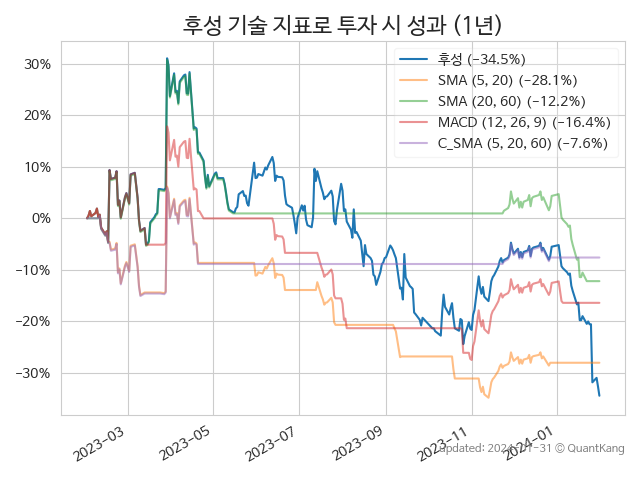 후성 기술 지표로 투자 시 성과 (1년)
후성 (−34.5%)
SMA (5, 20) (−28.1%)
SMA (20, 60) (−12.2%)
MACD (12, 26, 9) (−16.4%)
C_SMA (5, 20, 60) (−7.6%)
30%
20%
10%
0%
−10%
−20%
−30%
2023-03
2023-05
2023-07
2023-09
2023-11
2024-01
updated: 2024-01-31 © QuantKang